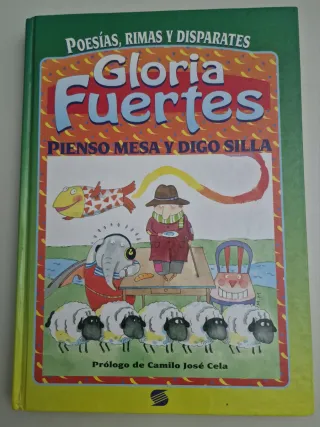 POESÍAS, RIMAS Y DISPARATES
Gloria
Fuertes
PIENSO MESA Y DIGO SILLA
Prólogo de Camilo José Cela